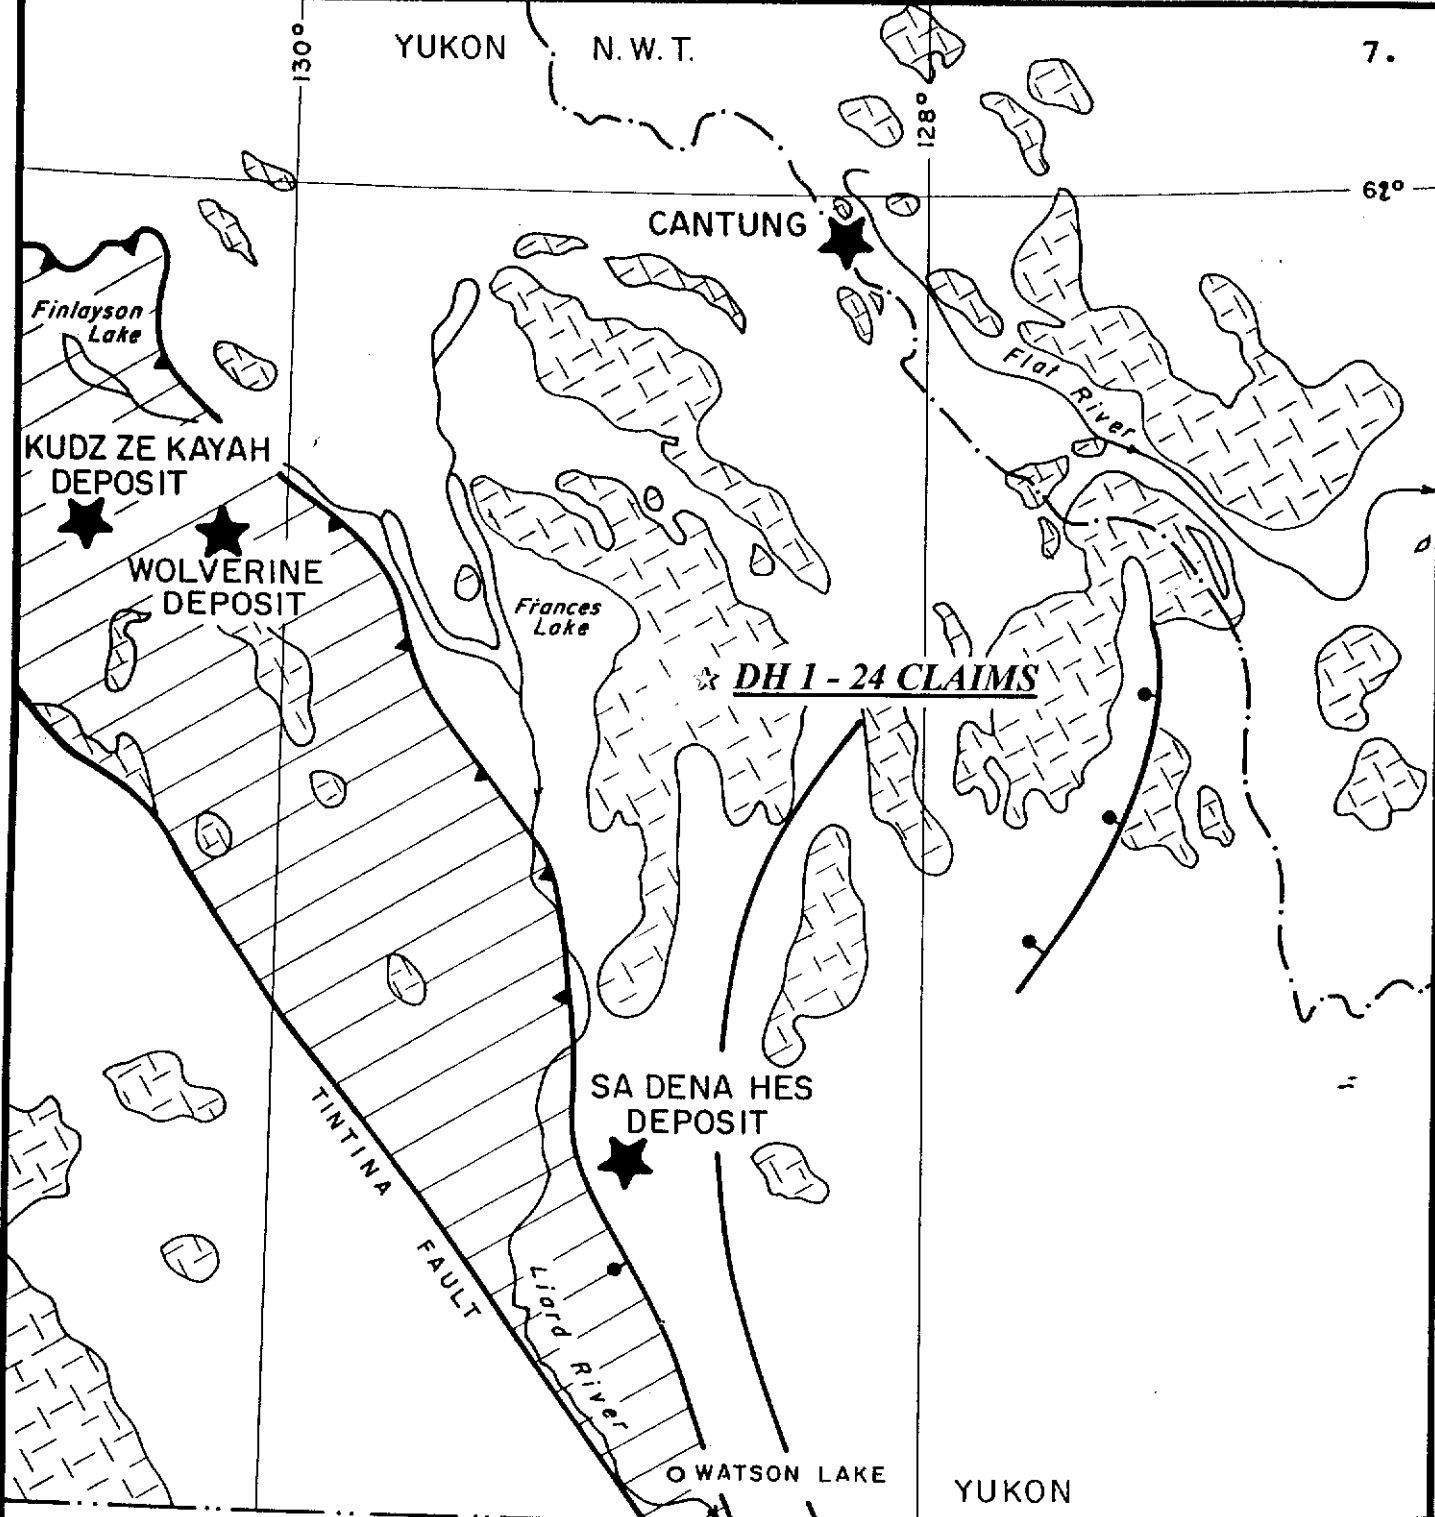 YUKON N.W.T. 7.
130°
128°
62°
CANTUNG
Finlayson
Lake
Flat River
KUDZ ZE KAYAH
DEPOSIT
WOLVERINE
DEPOSIT
Frances
Lake
DH 1 - 24 CLAIMS
SA DENA HES
DEPOSIT
TINTINA FAULT
Liard River
WATSON LAKE
YUKON